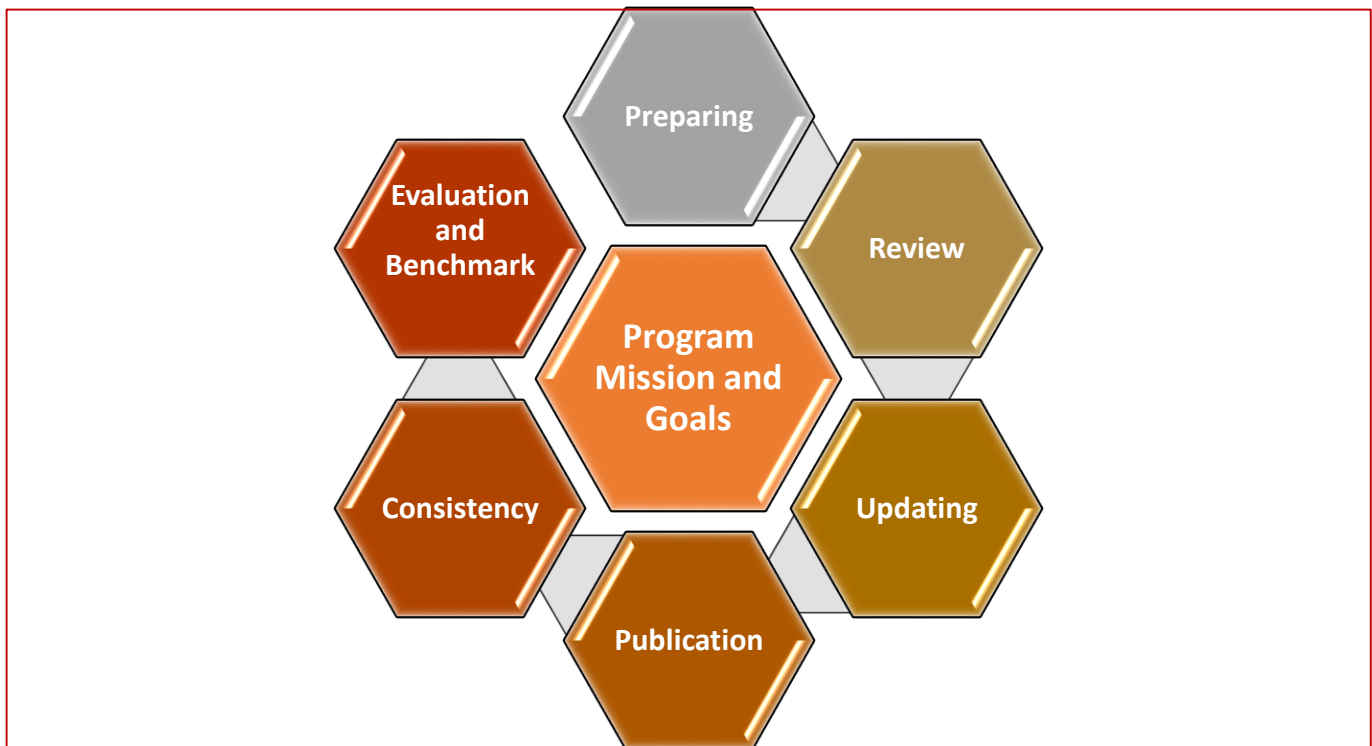 Preparing
Review
Updating
Publication
Consistency
Evaluation
and
Benchmark
Program
Mission and
Goals